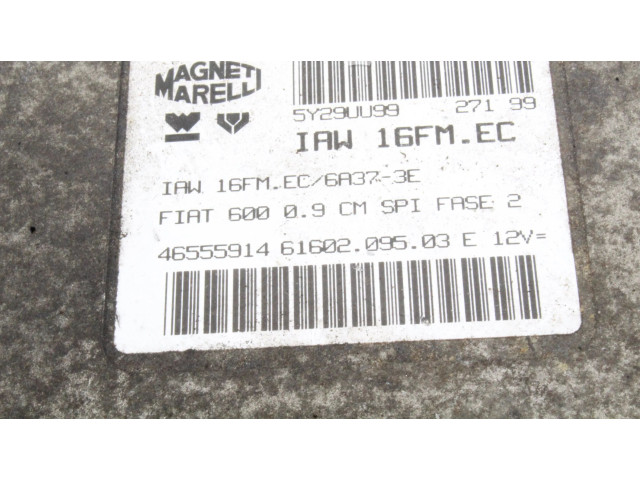 MAGNETI
MARELLI
5Y29UU99 271 99
IAW 16FM.EC
IAW 16FM.EC/6A37-3E
FIAT 600 0.9 CM SPI FASE 2
46555914 61602.095.03 E 12V=